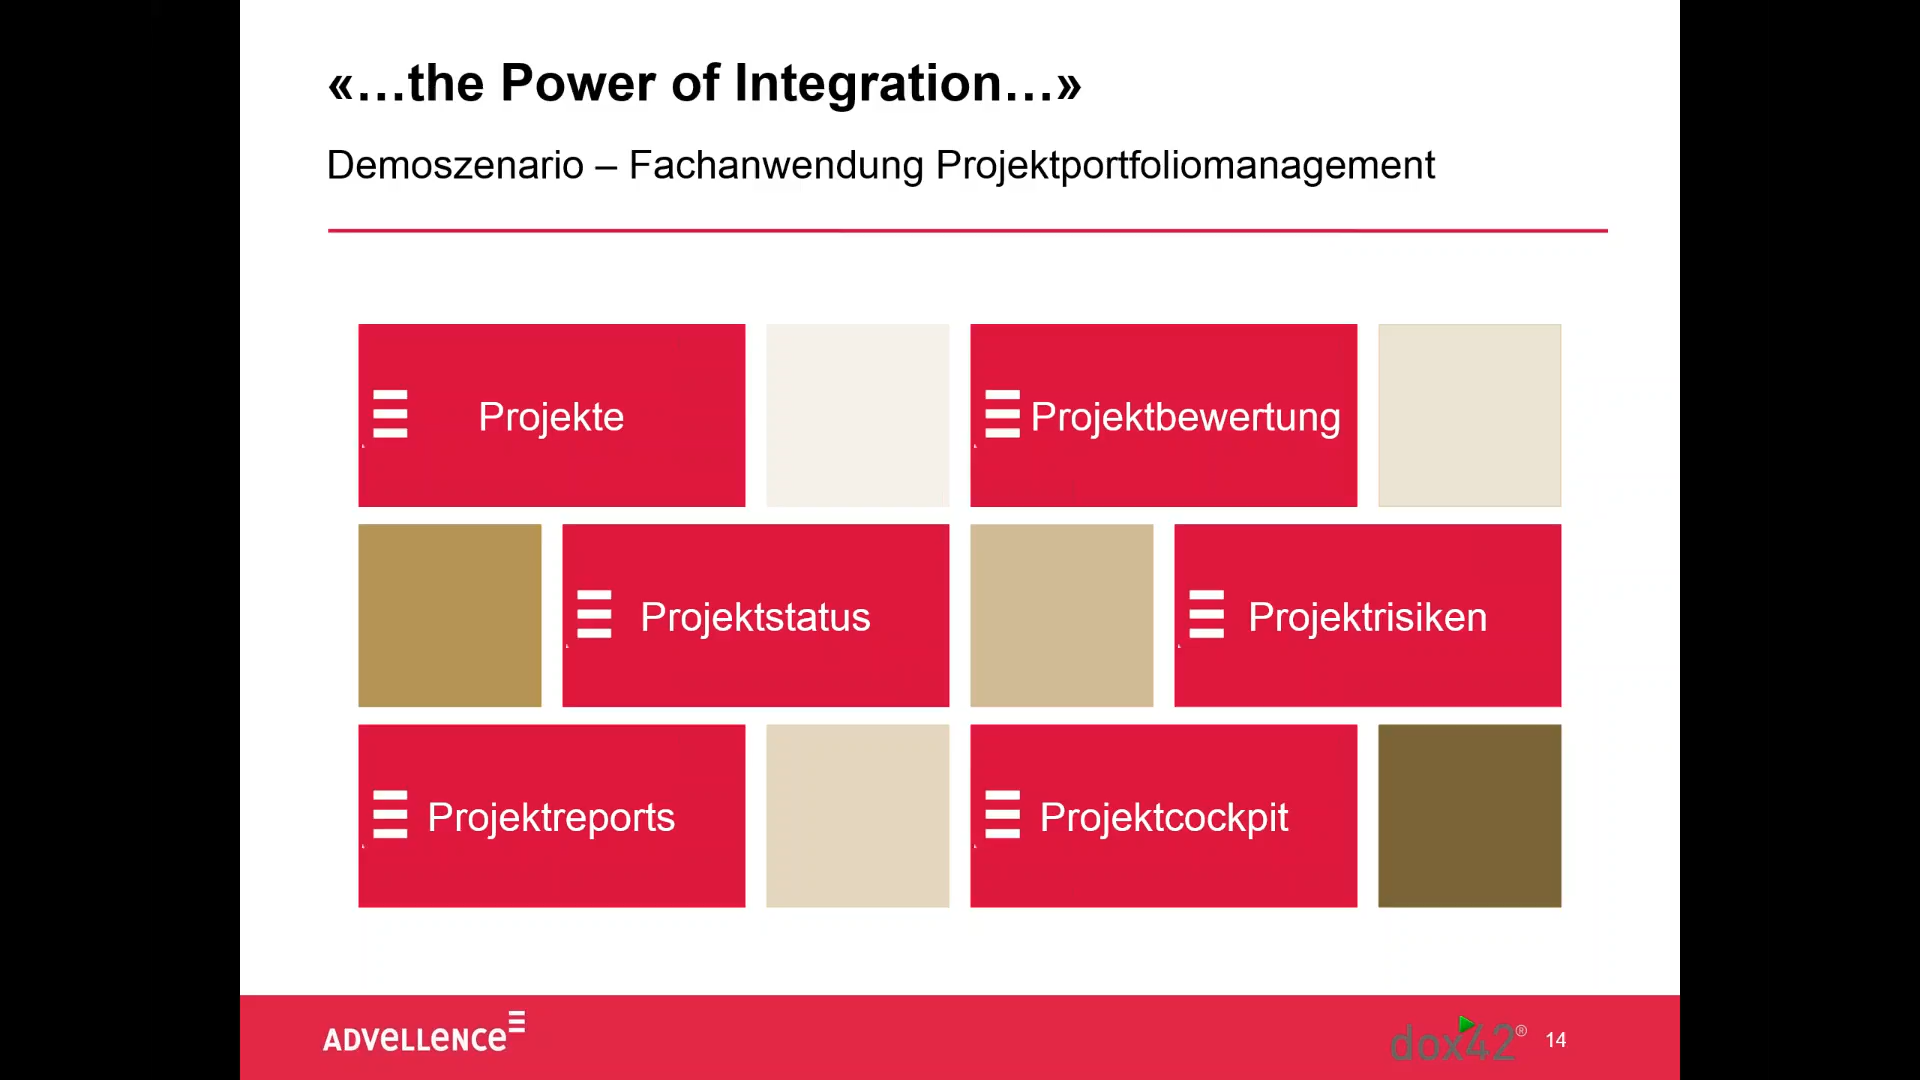 «…the Power of Integration…»
Demoszenario – Fachanwendung Projektportfoliomanagement
Projekte
Projektbewertung
Projektstatus
Projektrisiken
Projektreports
Projektcockpit
ADVELLENCE
dox42® 14